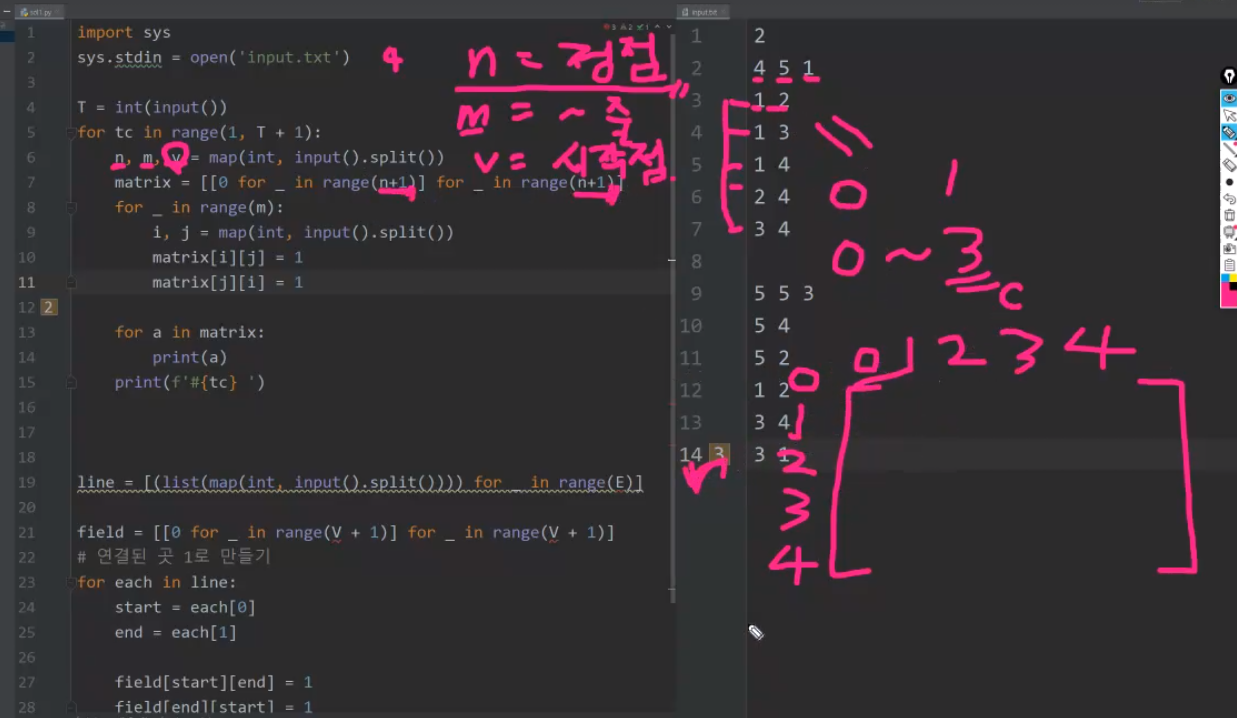 sdl1.py
1 import sys
2 sys.stdin = open('input.txt')
3
4 T = int(input())
5 for tc in range(1, T + 1):
6 n, m, v = map(int, input().split())
7 matrix = [[0 for _ in range(n+1)] for _ in range(n+1)]
8 for _ in range(m):
9 i, j = map(int, input().split())
10 matrix[i][j] = 1
11 matrix[j][i] = 1
12 2
13 for a in matrix:
14 print(a)
15 print(f'#{tc} ')
16
17
18
19 line = [(list(map(int, input().split()))) for _ in range(E)]
20
21 field = [[0 for _ in range(V + 1)] for _ in range(V + 1)]
22 # 연결된 곳 1로 만들기
23 for each in line:
24 start = each[0]
25 end = each[1]
26
27 field[start][end] = 1
28 field[end][start] = 1
input.txt
1 2
2 4 5 1
3 1 2
4 1 3
5 1 4
6 2 4
7 3 4
8
9 5 5 3
10 5 4
11 5 2
12 1 2
13 3 4
14 3 3 1
4
n = 정점
m = ~ 줄
v = 시작점
0 1
0 ~ 3
c
0 1 2 3 4
0
1
2
3
4